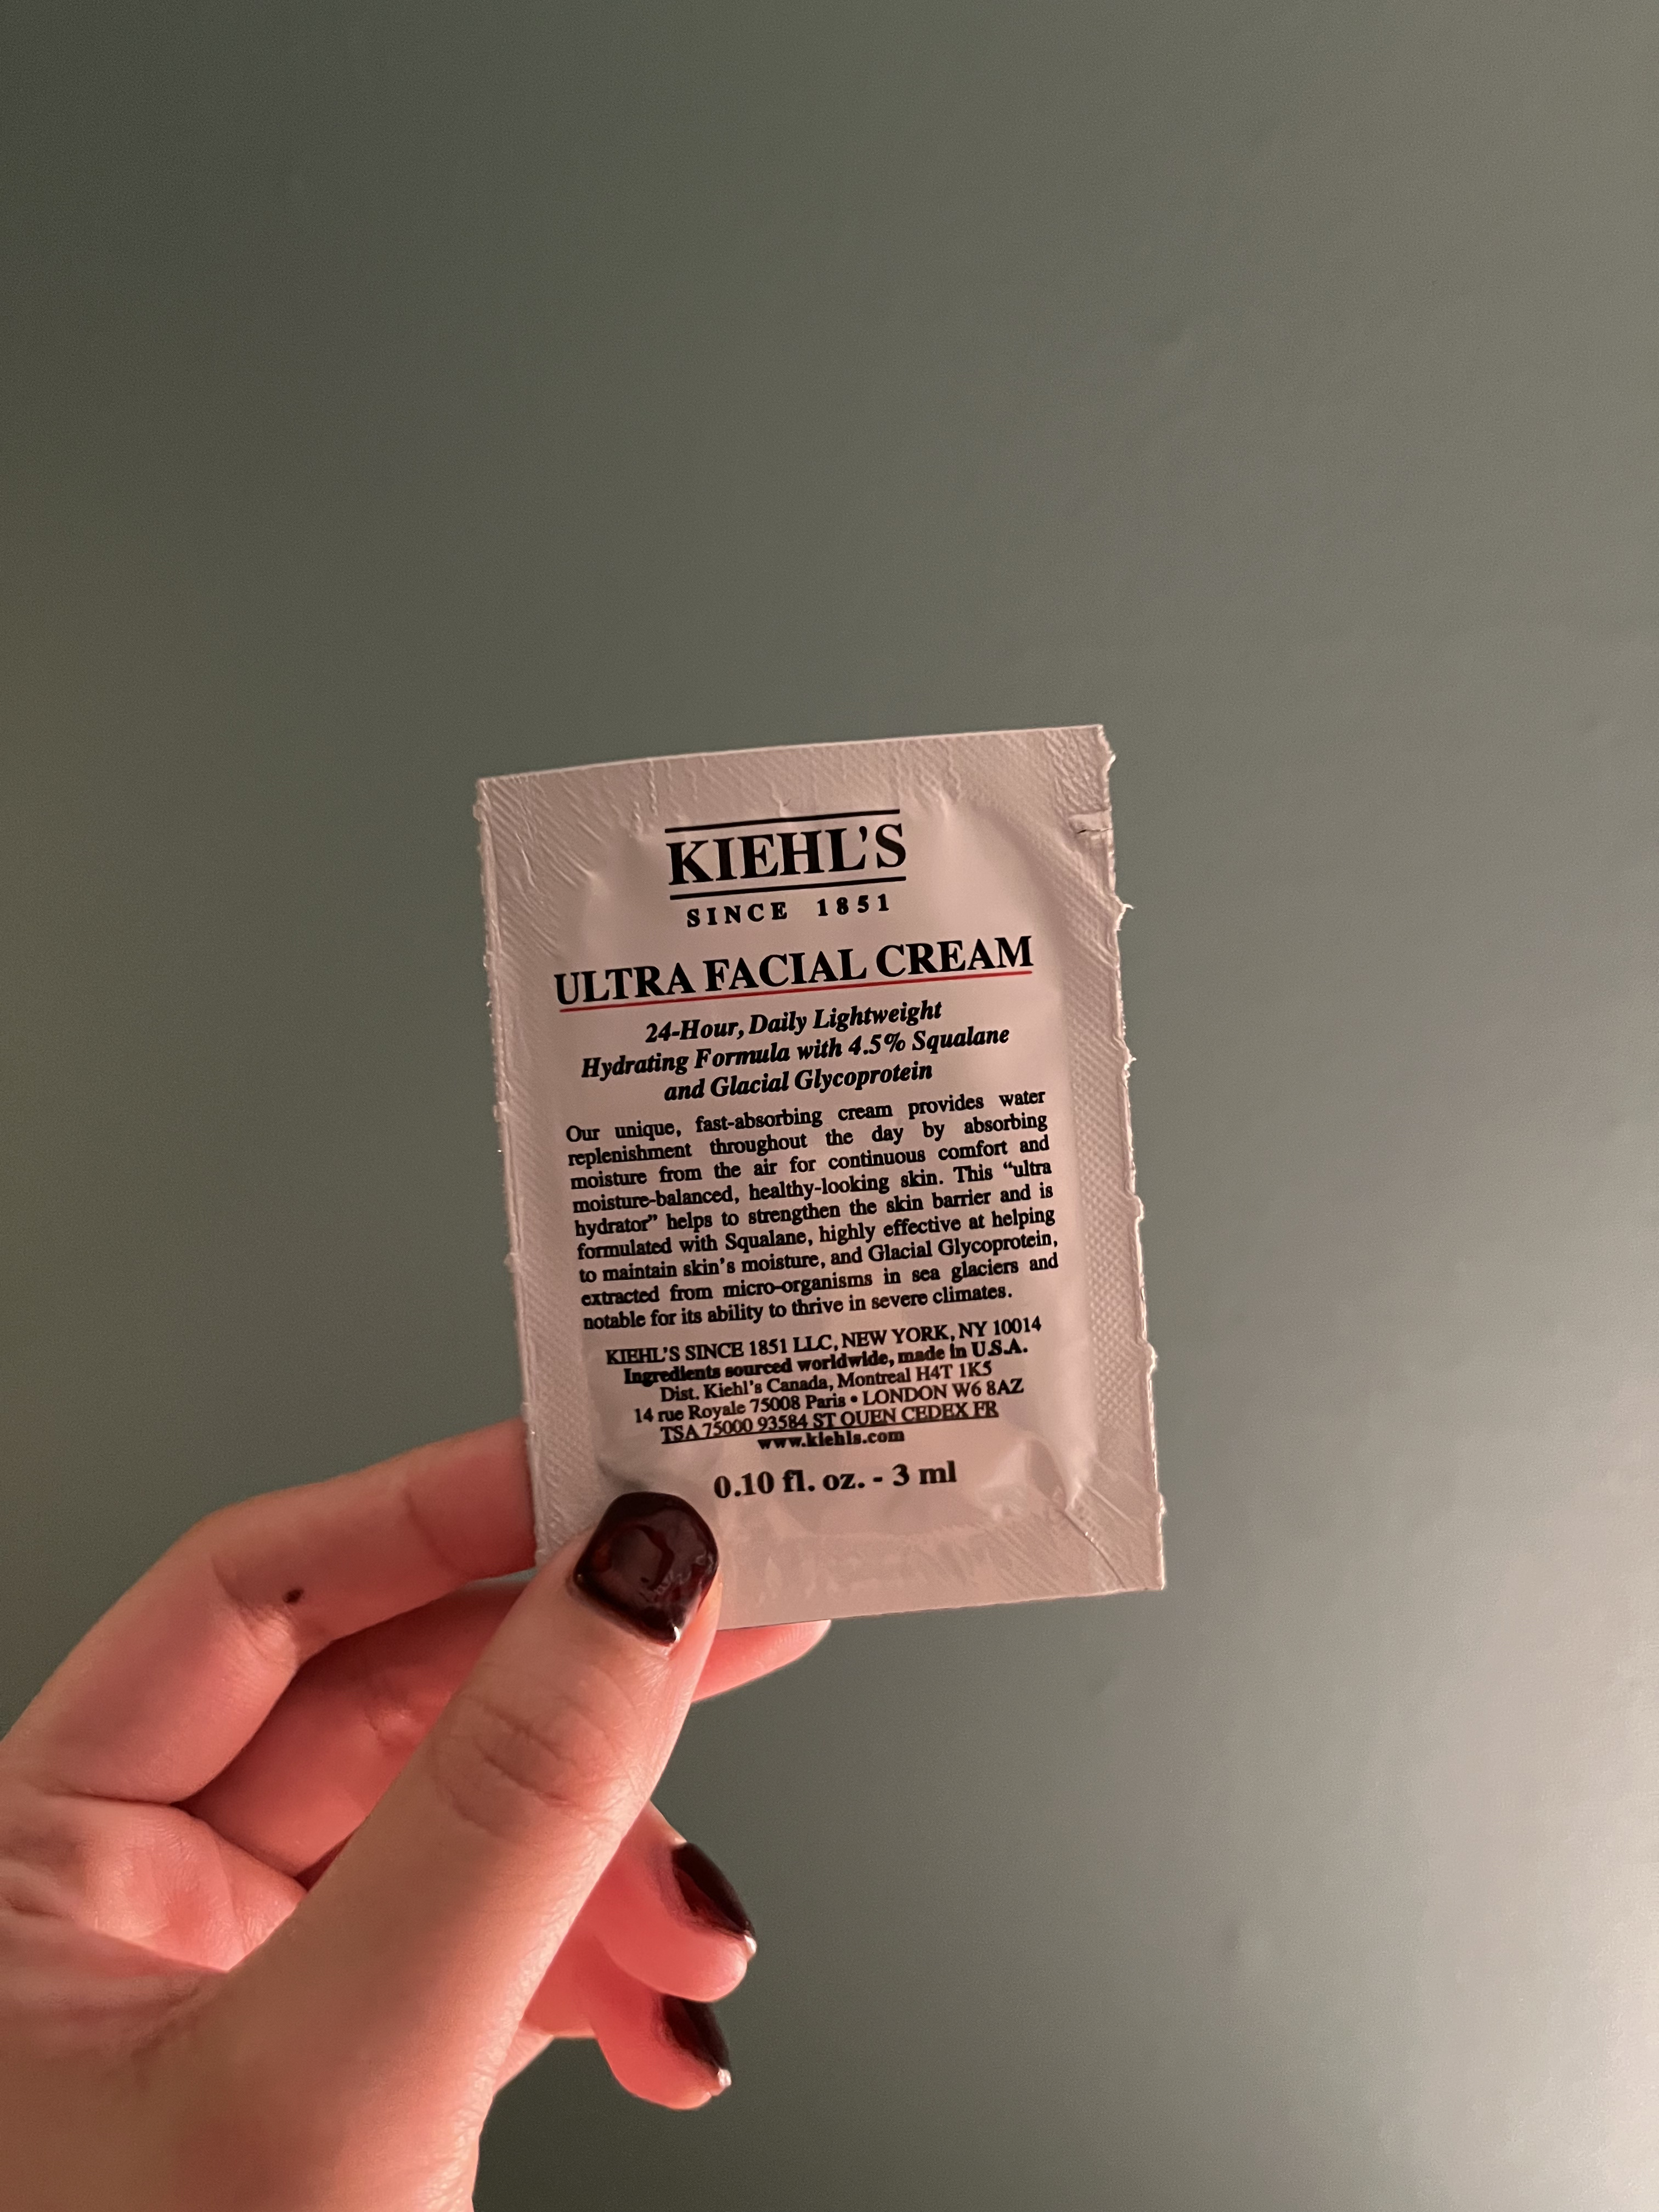 KIEHL'S
SINCE 1851
ULTRA FACIAL CREAM
24-Hour, Daily Lightweight
Hydrating Formula with 4.5% Squalane
and Glacial Glycoprotein
Our unique, fast-absorbing cream provides water
replenishment throughout the day by absorbing
moisture from the air for continuous comfort and
moisture-balanced, healthy-looking skin. This “ultra
hydrator” helps to strengthen the skin barrier and is
formulated with Squalane, highly effective at helping
to maintain skin's moisture, and Glacial Glycoprotein,
extracted from micro-organisms in sea glaciers and
notable for its ability to thrive in severe climates.
KIEHL'S SINCE 1851 LLC, NEW YORK, NY 10014
Ingredients sourced worldwide, made in U.S.A.
Dist. Kiehl's Canada, Montreal H4T 1K5
14 rue Royale 75008 Paris • LONDON W6 8AZ
TSA 75000 93584 ST OUEN CEDEX FR
www.kiehls.com
0.10 fl. oz. - 3 ml